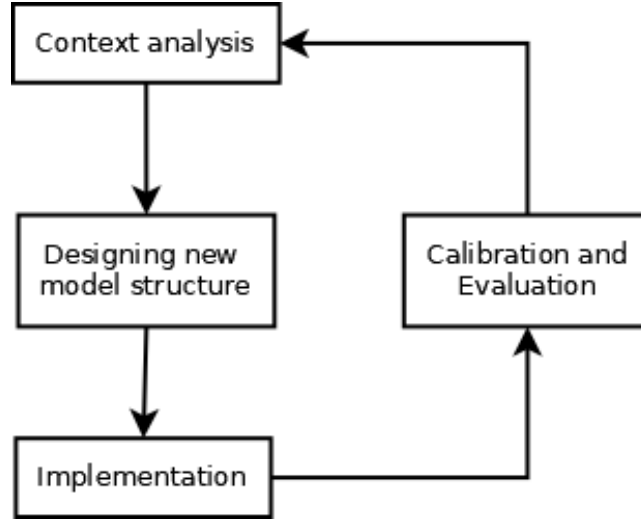 Context analysis
Designing new
model structure
Calibration and
Evaluation
Implementation